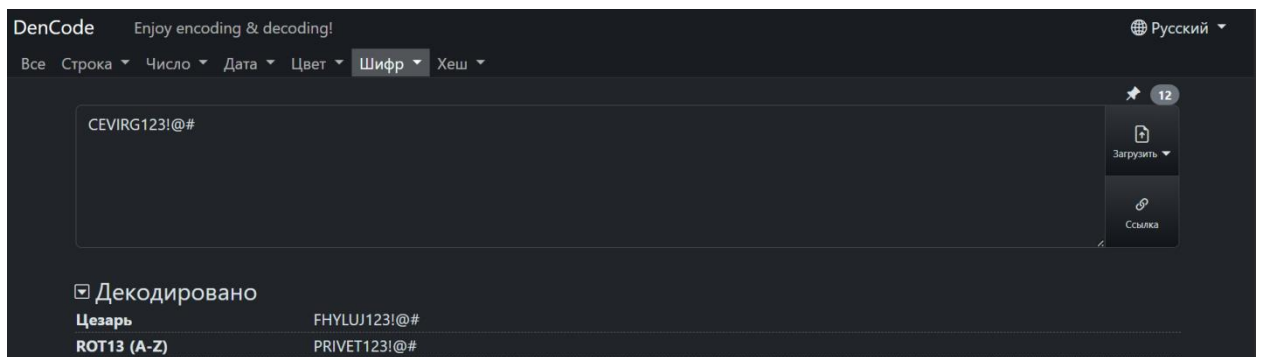 DenCode Enjoy encoding & decoding! Русский
Все Строка Число Дата Цвет Шифр Хеш
12
CEVIRG123!@#
Загрузить
Ссылка
Декодировано
Цезарь FHYLUJ123!@#
ROT13 (A-Z) PRIVET123!@#